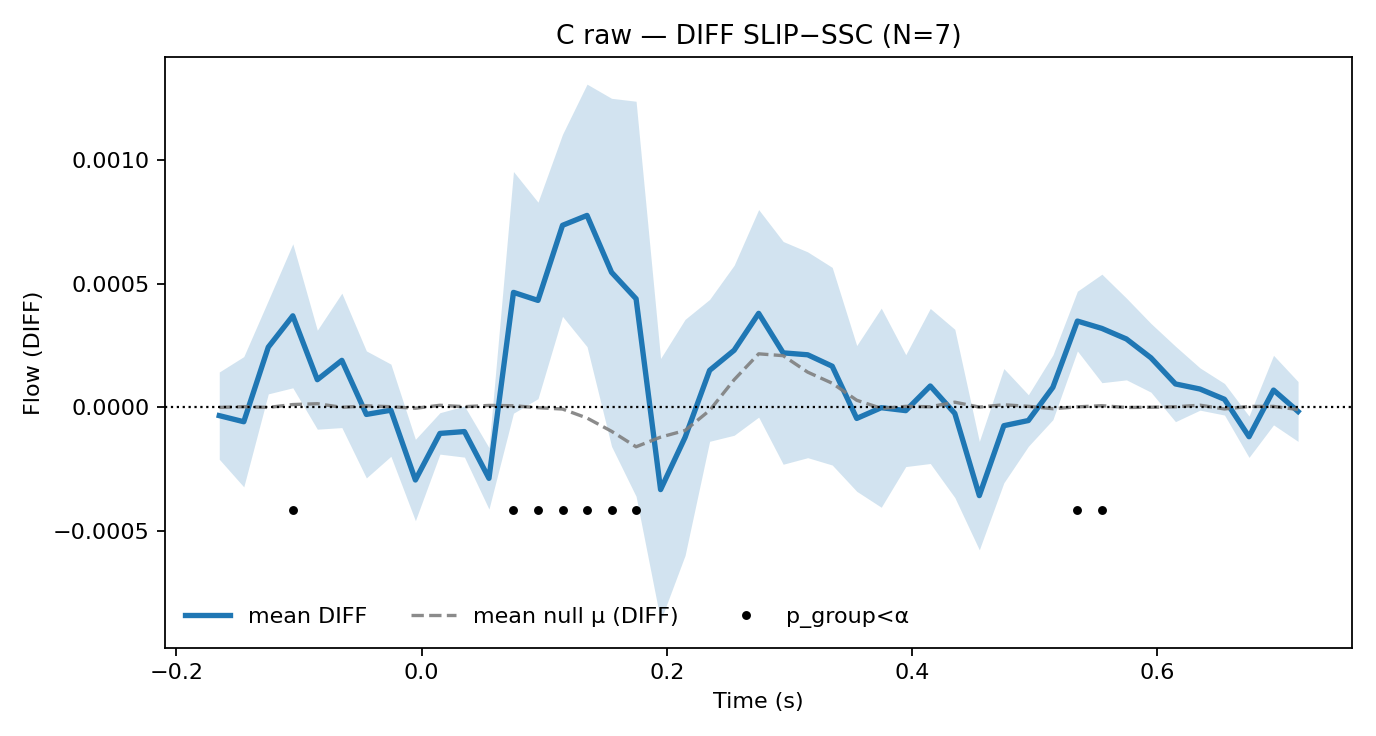 C raw — DIFF SLIP−SSC (N=7)
Flow (DIFF)
0.0010
0.0005
0.0000
−0.0005
mean DIFF
mean null μ (DIFF)
p_group<α
−0.2
0.0
0.2
0.4
0.6
Time (s)